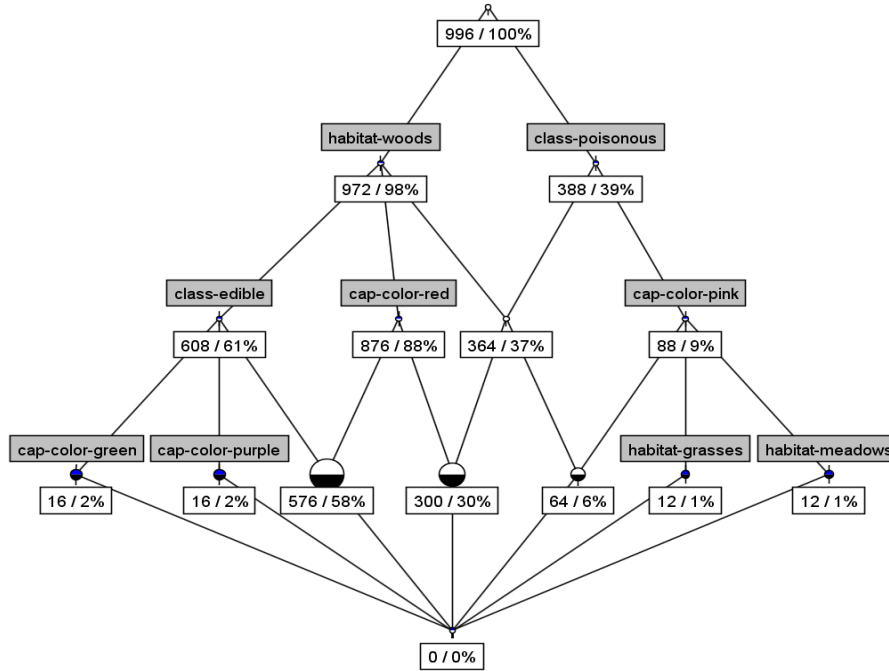 996 / 100%
habitat-woods
class-poisonous
972 / 98%
388 / 39%
class-edible
cap-color-red
cap-color-pink
608 / 61%
876 / 88%
364 / 37%
88 / 9%
cap-color-green
cap-color-purple
habitat-grasses
habitat-meadows
16 / 2%
16 / 2%
576 / 58%
300 / 30%
64 / 6%
12 / 1%
12 / 1%
0 / 0%